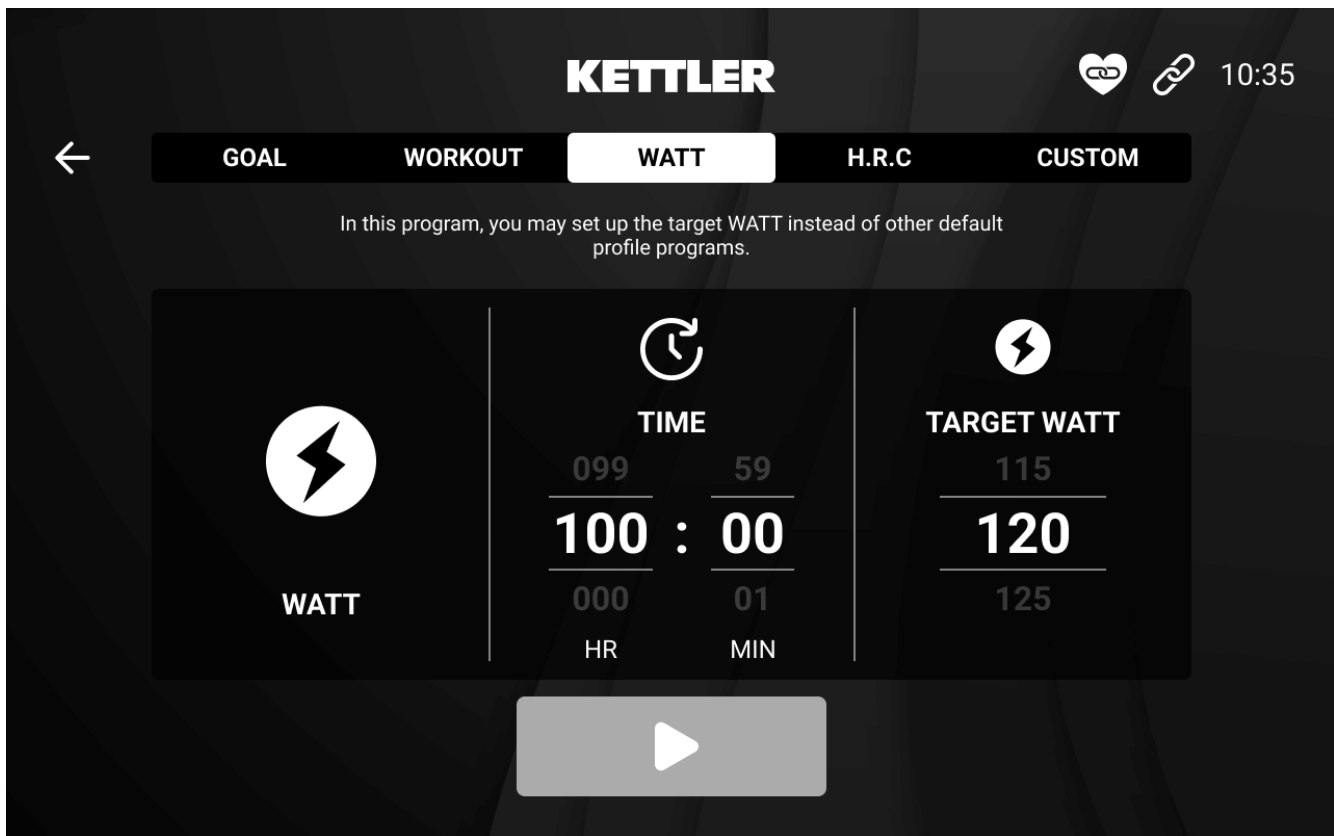 KETTLER
10:35
GOAL WORKOUT WATT H.R.C CUSTOM
In this program, you may set up the target WATT instead of other default
profile programs.
TIME TARGET WATT
099 59 115
100 : 00 120
WATT 000 01 125
HR MIN